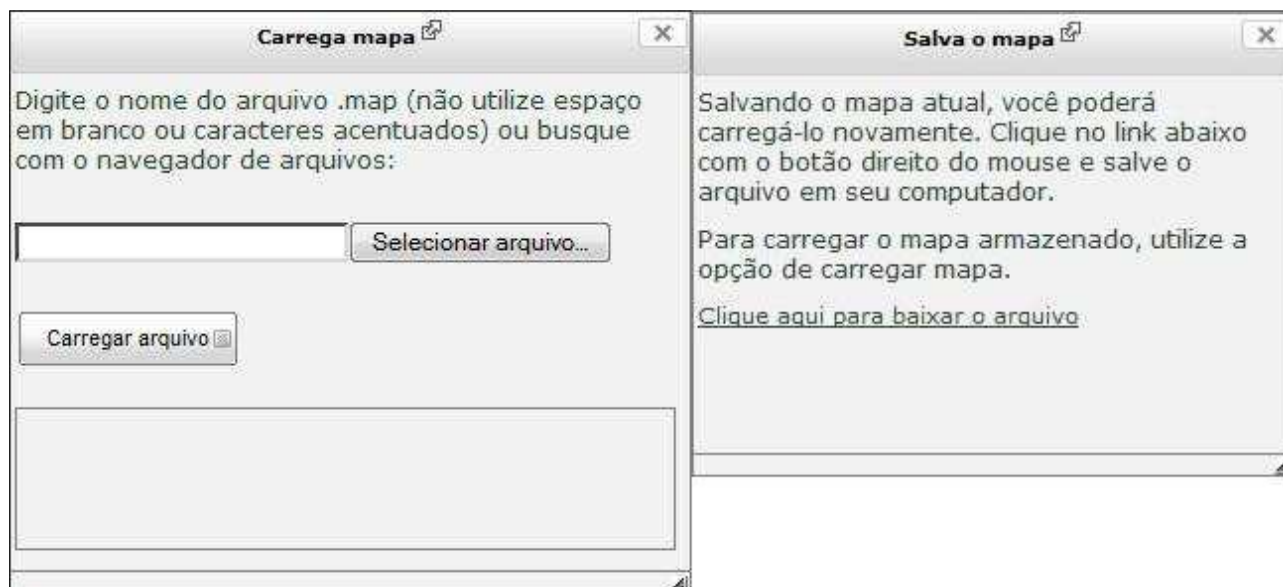 Carrega mapa
Digite o nome do arquivo .map (não utilize espaço
em branco ou caracteres acentuados) ou busque
com o navegador de arquivos:
Selecionar arquivo...
Carregar arquivo
Salva o mapa
Salvando o mapa atual, você poderá
carregá-lo novamente. Clique no link abaixo
com o botão direito do mouse e salve o
arquivo em seu computador.
Para carregar o mapa armazenado, utilize a
opção de carregar mapa.
Clique aqui para baixar o arquivo